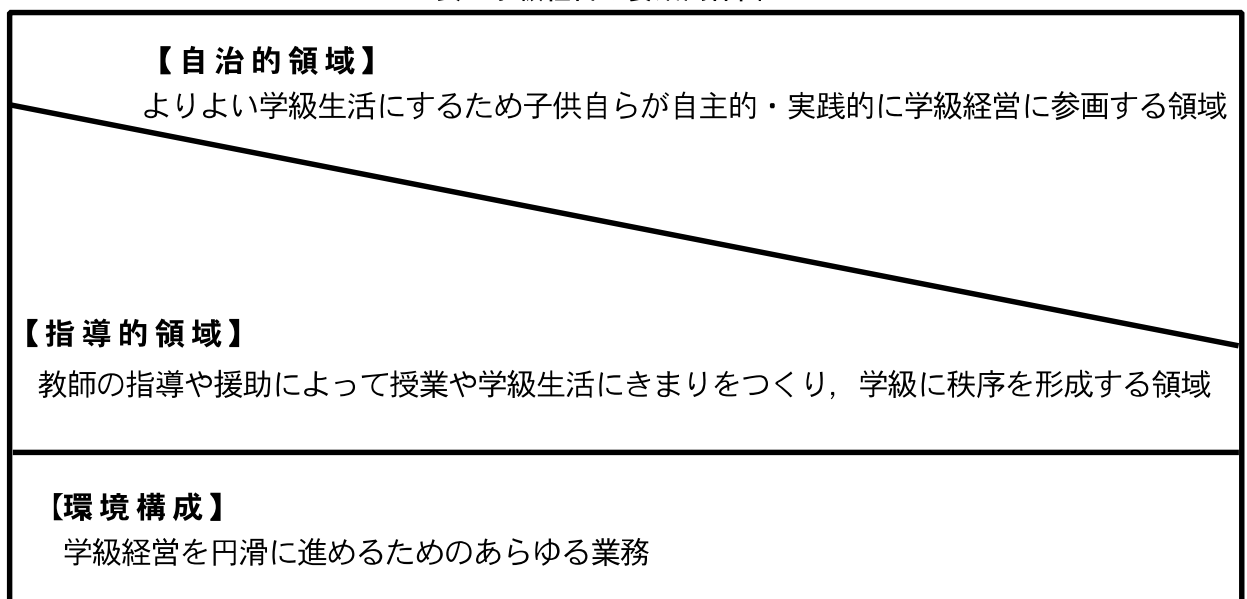 【自治的領域】
よりよい学級生活にするため子供自らが自主的・実践的に学級経営に参画する領域
【指導的領域】
教師の指導や援助によって授業や学級生活にきまりをつくり，学級に秩序を形成する領域
【環境構成】
学級経営を円滑に進めるためのあらゆる業務